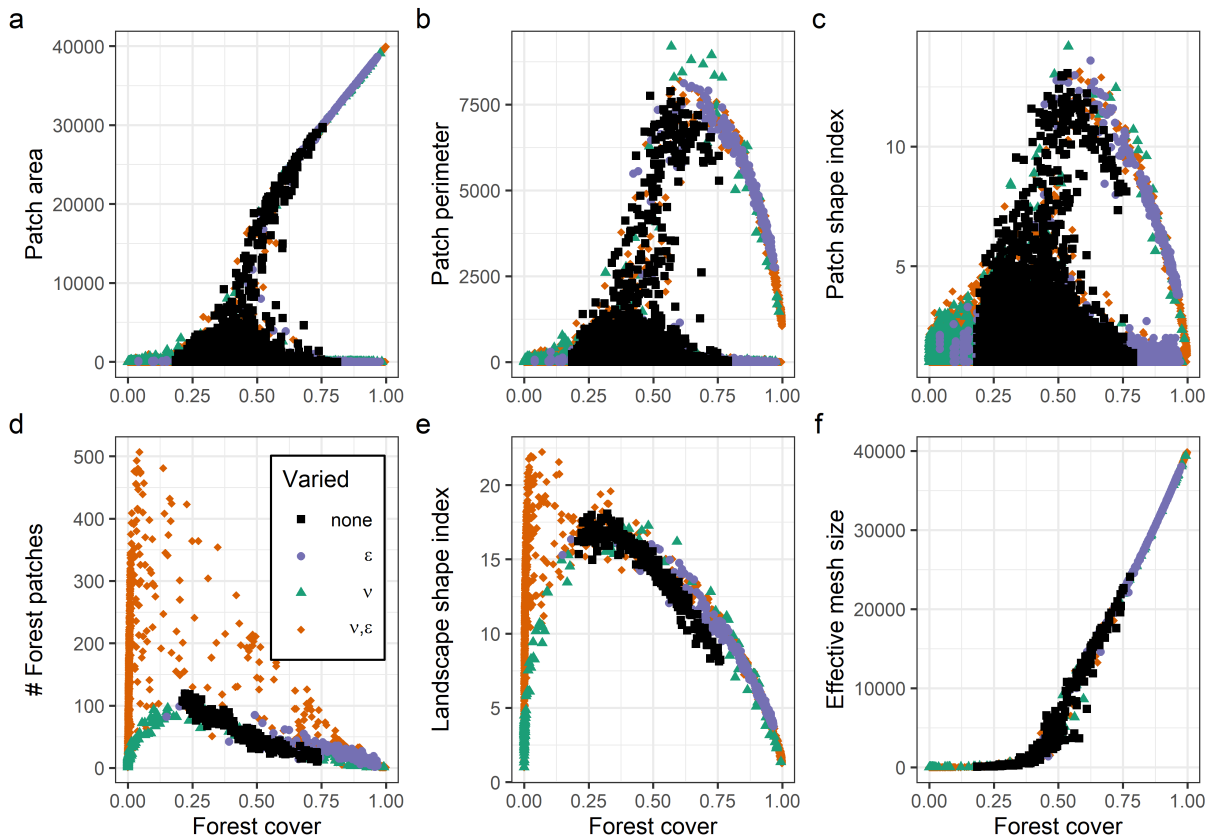 a
b
c
Patch area
40000
30000
20000
10000
0
0.00 0.25 0.50 0.75 1.00
Patch perimeter
7500
5000
2500
0
0.00 0.25 0.50 0.75 1.00
Patch shape index
10
5
0.00 0.25 0.50 0.75 1.00
d
e
f
# Forest patches
500
400
300
200
100
0
0.00 0.25 0.50 0.75 1.00
Forest cover
Varied
none
ε
ν
ν,ε
Landscape shape index
20
15
10
5
0
0.00 0.25 0.50 0.75 1.00
Forest cover
Effective mesh size
40000
30000
20000
10000
0
0.00 0.25 0.50 0.75 1.00
Forest cover